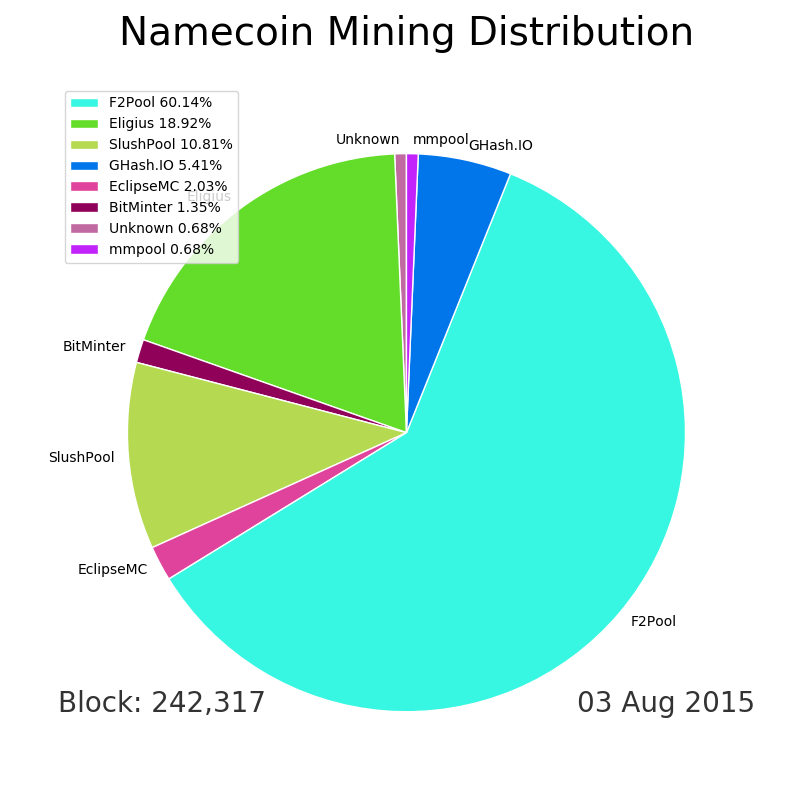 Namecoin Mining Distribution
F2Pool 60.14%
Eligius 18.92%
SlushPool 10.81%
GHash.IO 5.41%
EclipseMC 2.03%
BitMinter 1.35%
Unknown 0.68%
mmpool 0.68%
Unknown
mmpool
GHash.IO
Eligius
BitMinter
SlushPool
EclipseMC
F2Pool
Block: 242,317
03 Aug 2015